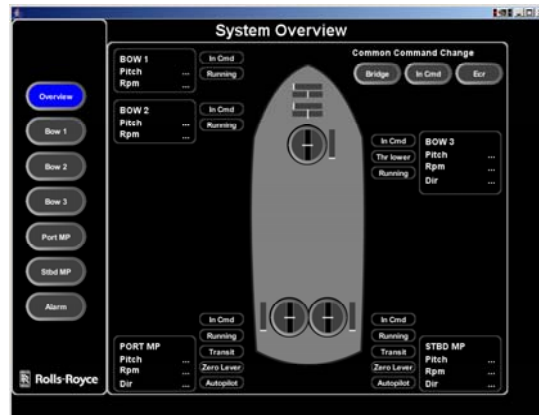 System Overview
Overview
Bow 1
Bow 2
Bow 3
Port MP
Stbd MP
Alarm
Rolls-Royce
BOW 1
Pitch ...
Rpm ...
In Cmd
Running
BOW 2
Pitch ...
Rpm ...
In Cmd
Running
Common Command Change
Bridge
In Cmd
Ecr
In Cmd
Thr lower
Running
BOW 3
Pitch ...
Rpm ...
Dir ...
PORT MP
Pitch ...
Rpm ...
Dir ...
In Cmd
Running
Transit
Zero Lever
Autopilot
In Cmd
Running
Transit
Zero Lever
Autopilot
STBD MP
Pitch ...
Rpm ...
Dir ...